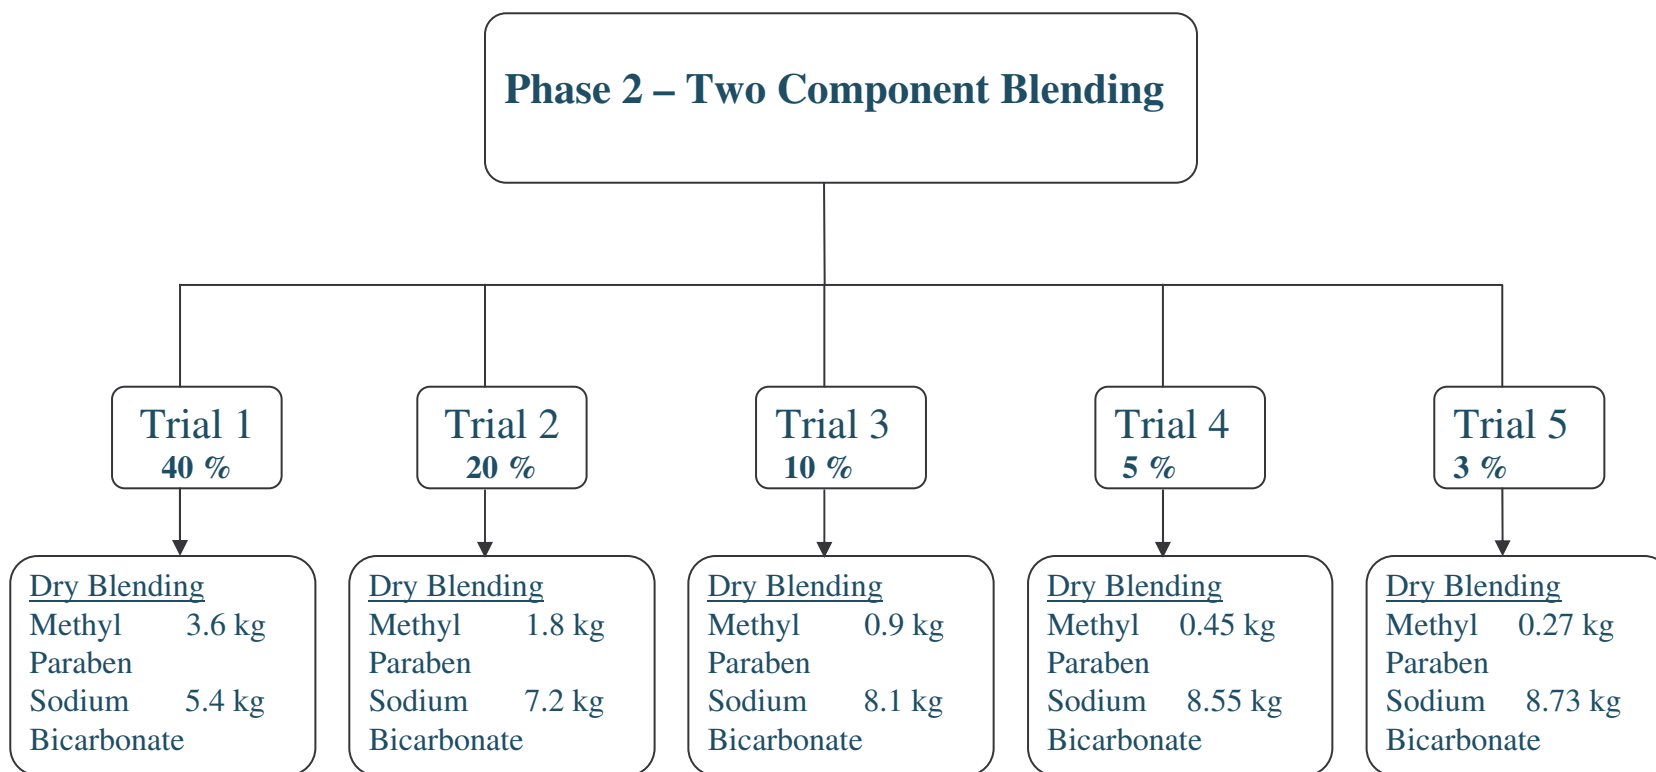 Phase 2 – Two Component Blending
Trial 1
40 %
Trial 2
20 %
Trial 3
10 %
Trial 4
5 %
Trial 5
3 %
Dry Blending
Methyl 3.6 kg
Paraben
Sodium 5.4 kg
Bicarbonate
Dry Blending
Methyl 1.8 kg
Paraben
Sodium 7.2 kg
Bicarbonate
Dry Blending
Methyl 0.9 kg
Paraben
Sodium 8.1 kg
Bicarbonate
Dry Blending
Methyl 0.45 kg
Paraben
Sodium 8.55 kg
Bicarbonate
Dry Blending
Methyl 0.27 kg
Paraben
Sodium 8.73 kg
Bicarbonate